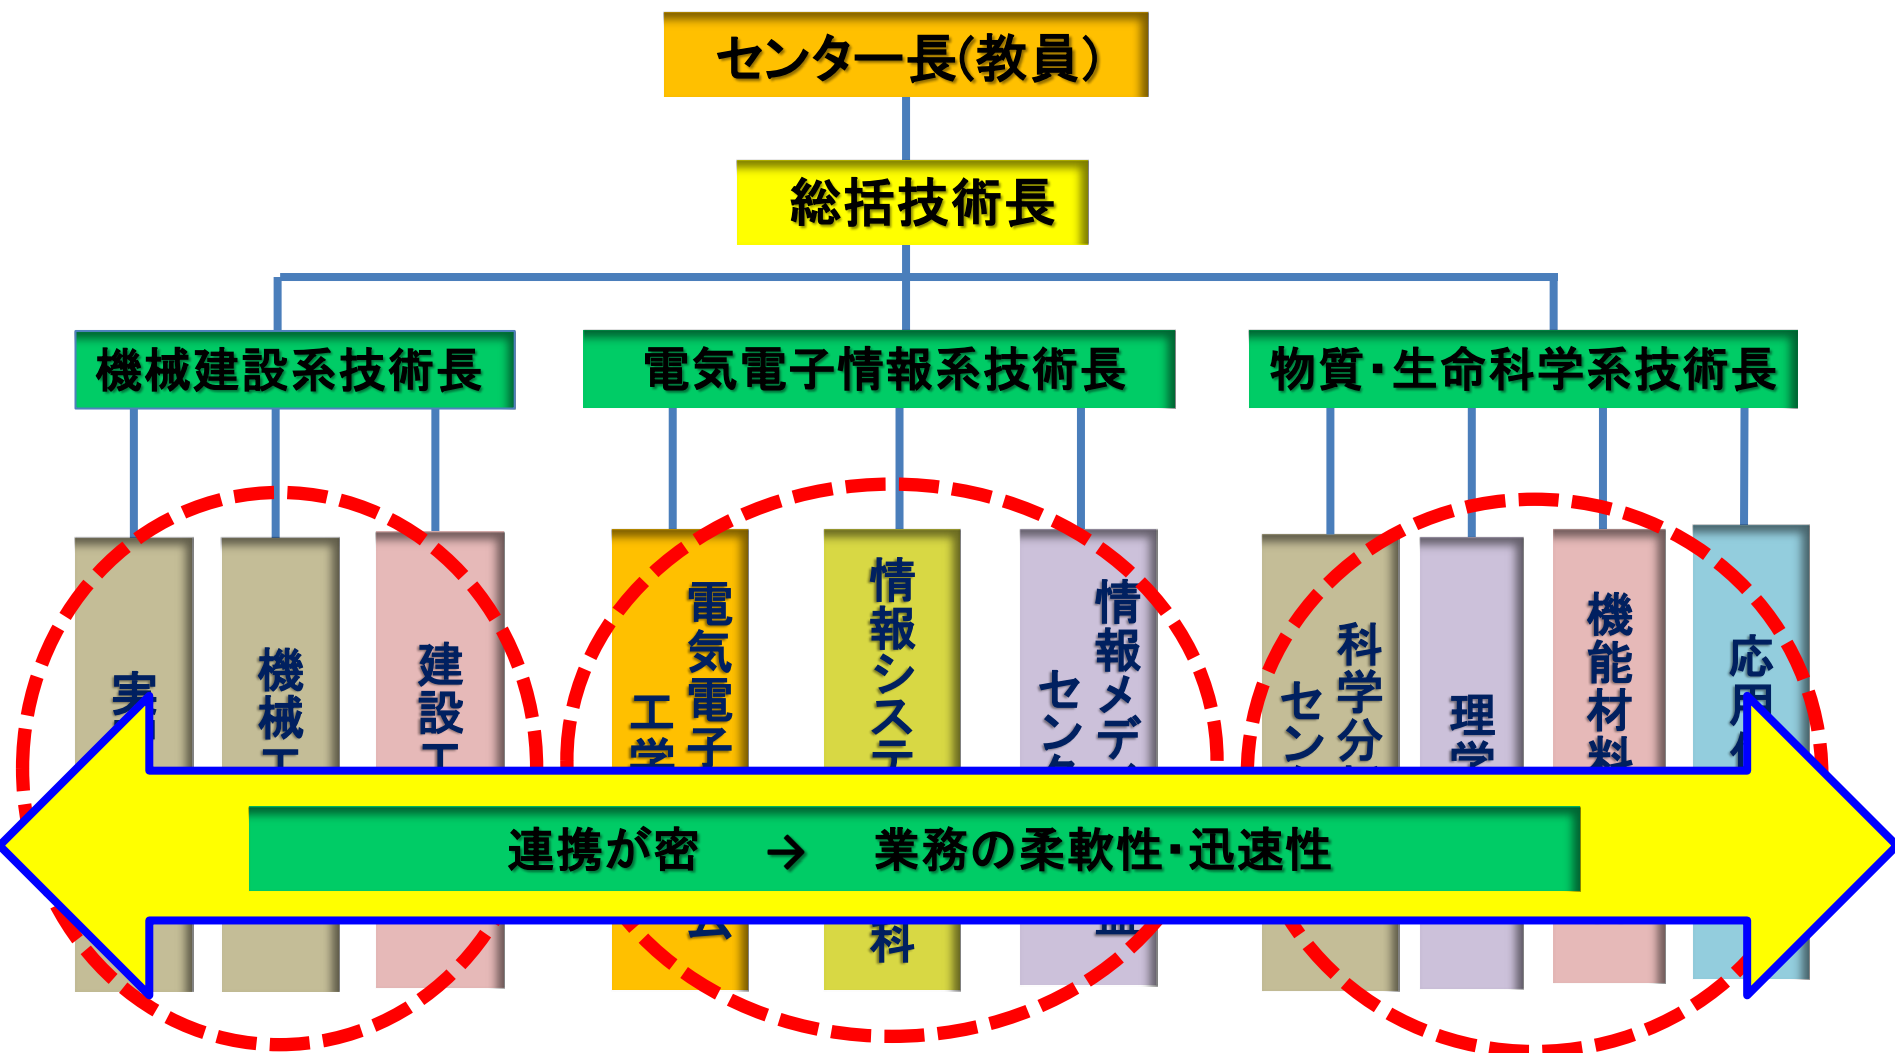 センター長(教員)
総括技術長
機械建設系技術長
電気電子情報系技術長
物質・生命科学系技術長
機械工
建設工
電気電子
工学
情報システ
科
情報メデ
センタ
科学分
セン
理学
機能材料
応用
連携が密 → 業務の柔軟性・迅速性